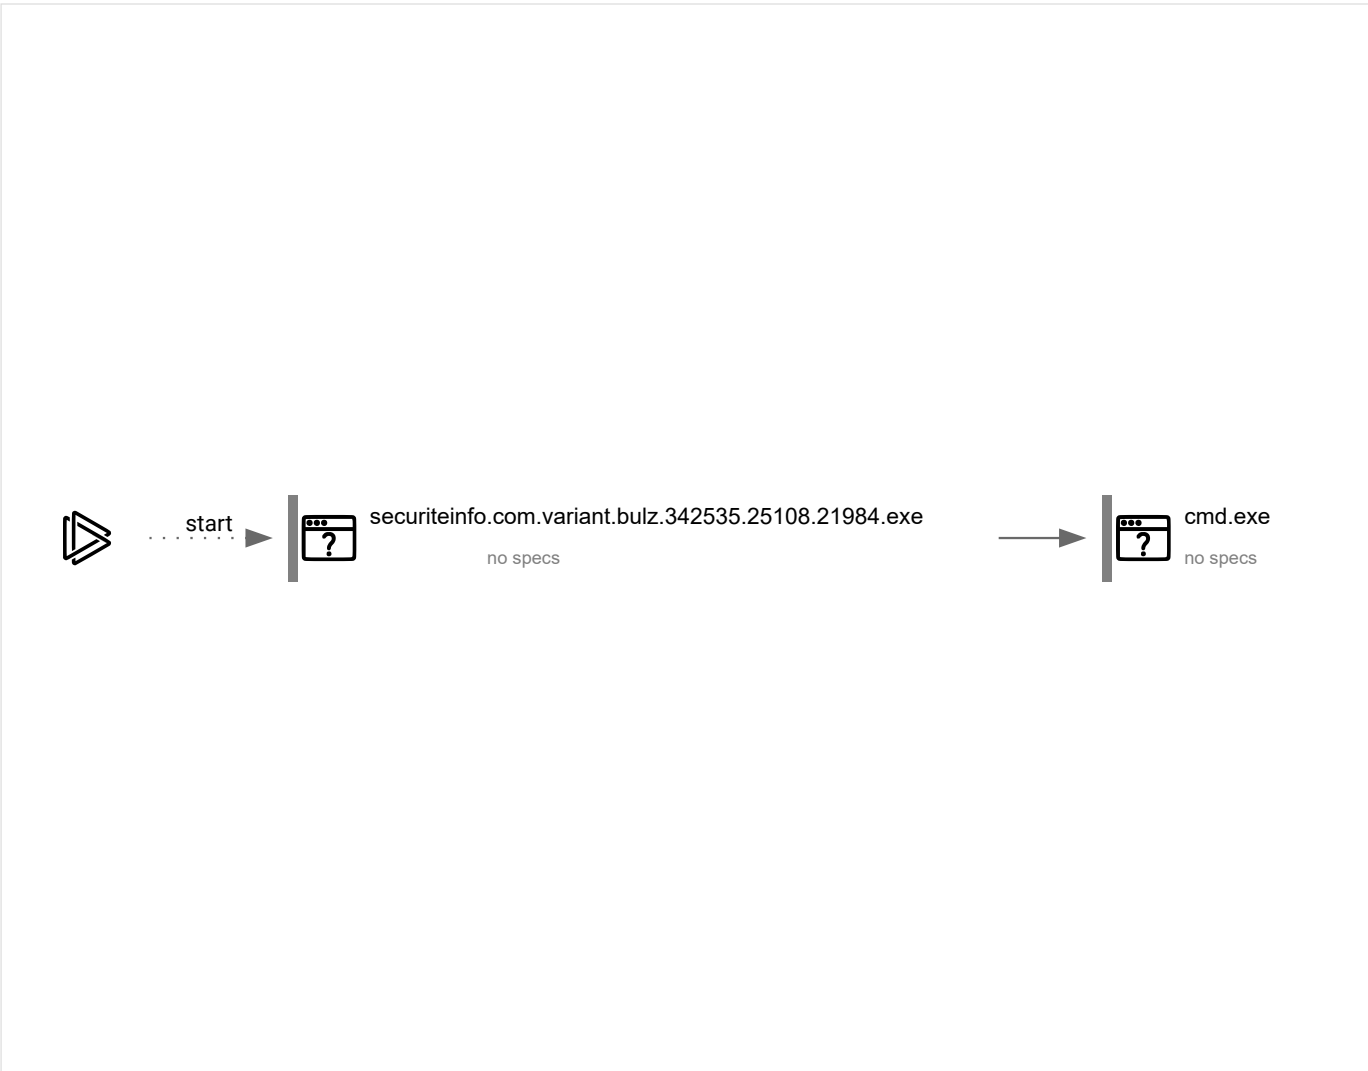 start
securiteinfo.com.variant.bulz.342535.25108.21984.exe
no specs
cmd.exe
no specs